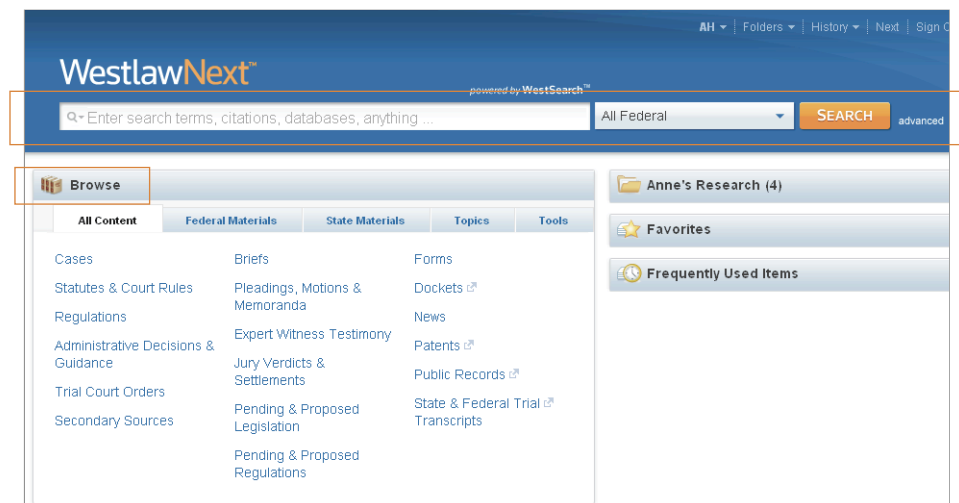 AH Folders History Next Sign
WestlawNext™
powered by WestSearch™
Enter search terms, citations, databases, anything ...
All Federal
SEARCH
advanced
Browse
All Content Federal Materials State Materials Topics Tools
Cases
Statutes & Court Rules
Regulations
Administrative Decisions &
Guidance
Trial Court Orders
Secondary Sources
Briefs
Pleadings, Motions &
Memoranda
Expert Witness Testimony
Jury Verdicts &
Settlements
Pending & Proposed
Legislation
Pending & Proposed
Regulations
Forms
Dockets
News
Patents
Public Records
State & Federal Trial
Transcripts
Anne's Research (4)
Favorites
Frequently Used Items